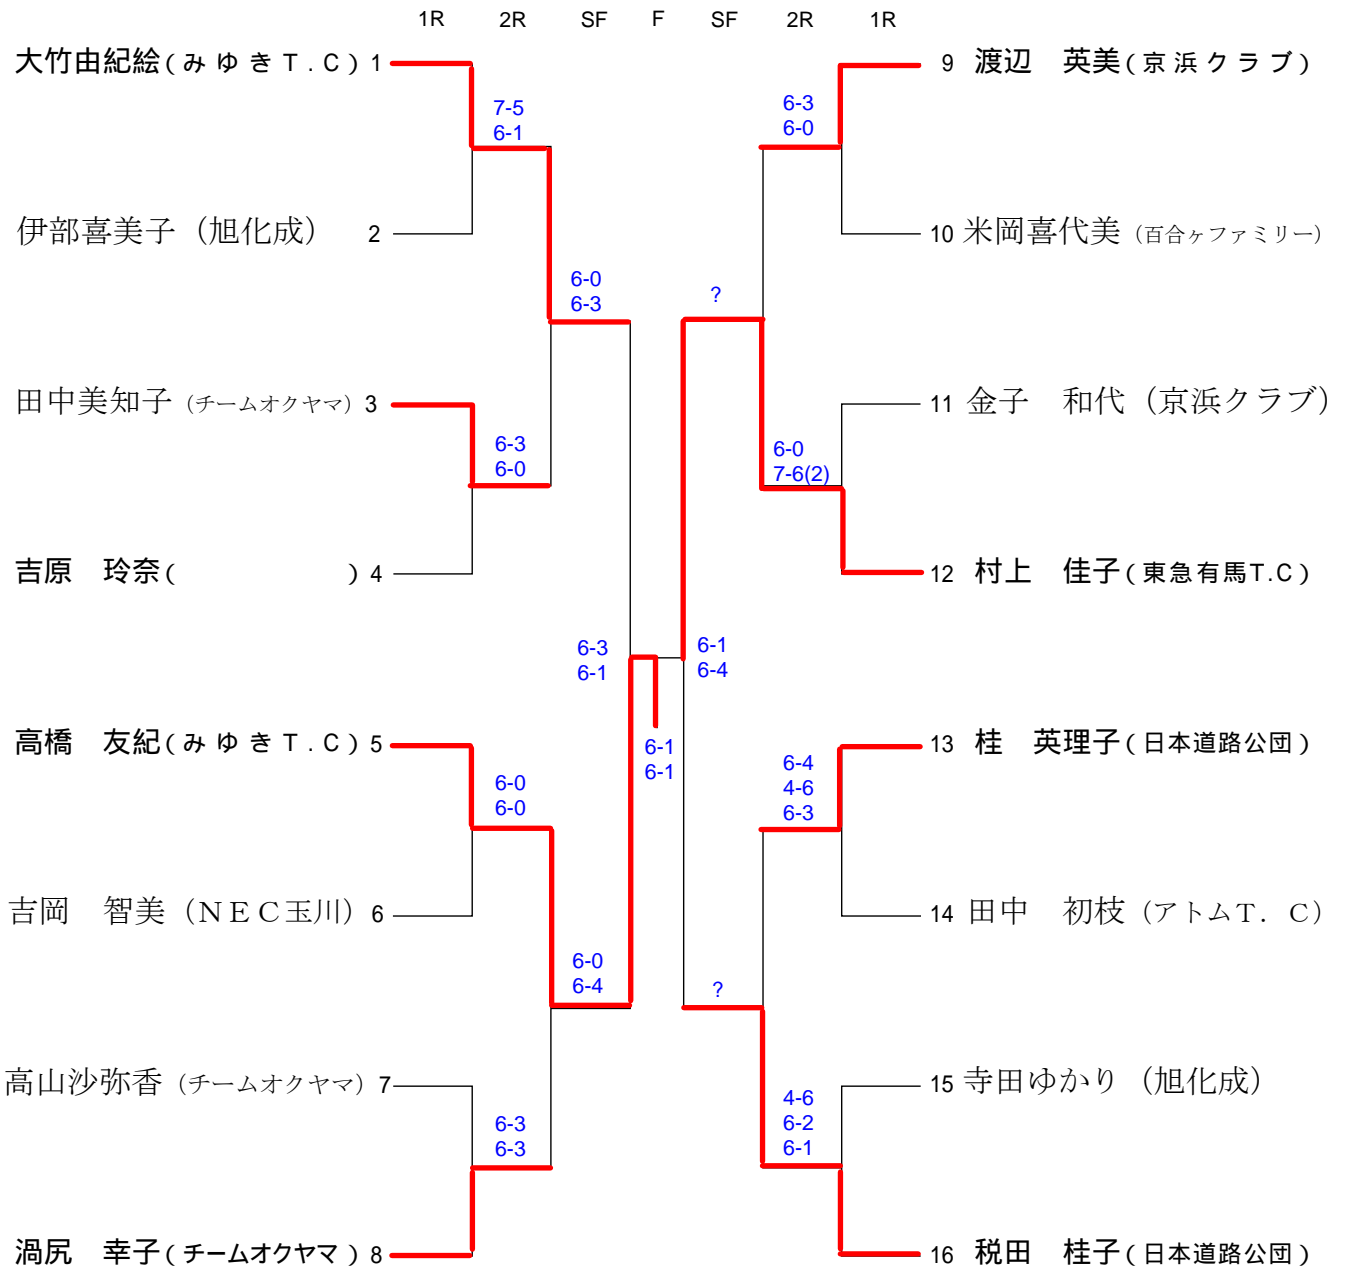 1R 2R SF F SF 2R 1R
大竹由紀絵(みゆきT.C) 1
7-5
6-1
伊部喜美子（旭化成） 2
6-0
6-3
田中美知子（チームオクヤマ） 3
6-3
6-0
吉原　玲奈(　　　　　　) 4
6-3
6-1
高橋　友紀(みゆきT.C) 5
6-0
6-0
吉岡　智美（ＮＥＣ玉川） 6
6-0
6-4
高山沙弥香（チームオクヤマ） 7
6-3
6-3
渦尻　幸子(チームオクヤマ) 8
6-1
6-1
9 渡辺　英美(京浜クラブ)
6-3
6-0
10 米岡喜代美（百合ヶファミリー）
?
11 金子　和代（京浜クラブ）
6-0
7-6(2)
12 村上　佳子(東急有馬T.C)
6-1
6-4
13 桂　英理子(日本道路公団)
6-4
4-6
6-3
14 田中　初枝（アトムＴ．Ｃ）
?
15 寺田ゆかり（旭化成）
4-6
6-2
6-1
16 税田　桂子(日本道路公団)